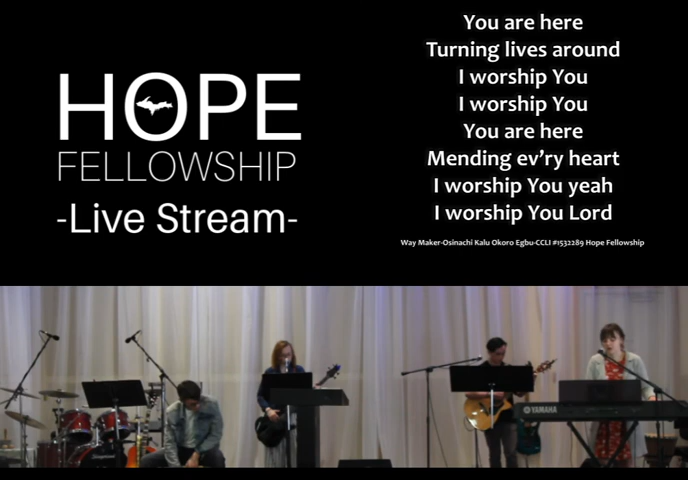 HOPE
FELLOWSHIP
-Live Stream-
You are here
Turning lives around
I worship You
I worship You
You are here
Mending ev'ry heart
I worship You yeah
I worship You Lord
Way Maker-Osinachi Kalu Okoro Egbu-CCLI #1532289 Hope Fellowship
YAMAHA